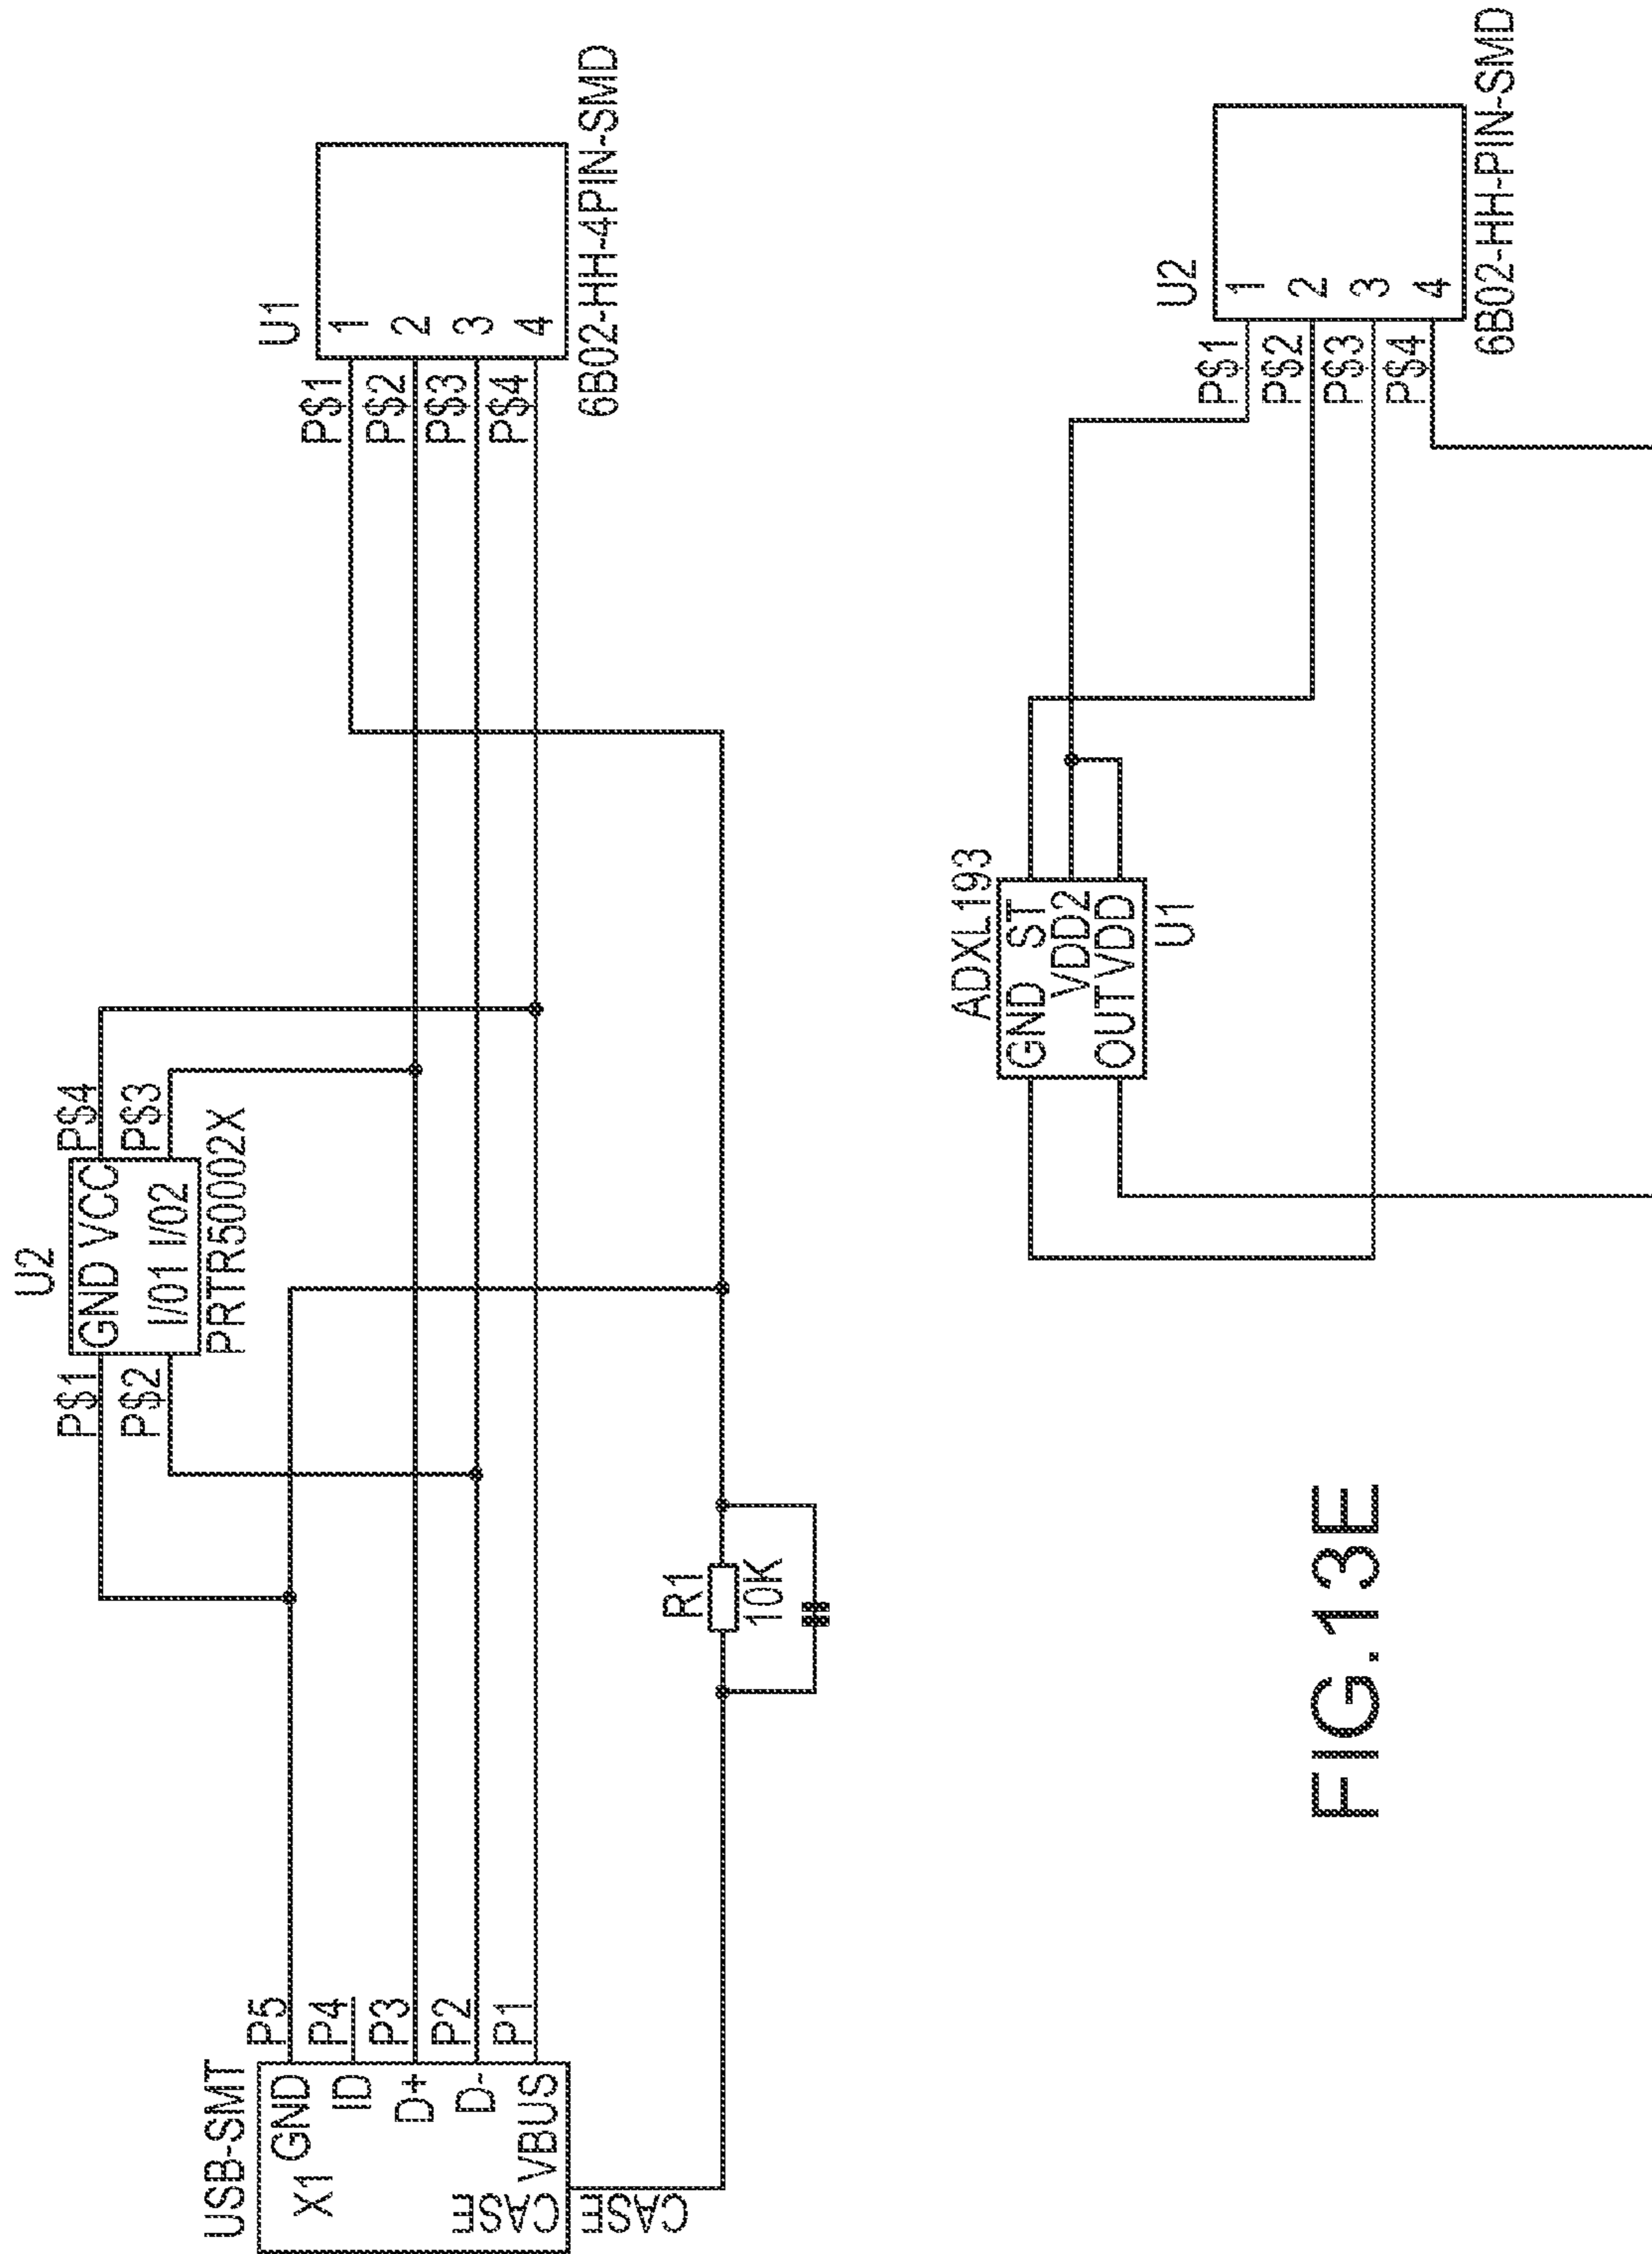 USB-SMT
X1
GND
ID
D+
D-
VBUS
CASE
CASE
P5
P4
P3
P2
P1
U2
P$1
P$2
GND VCC
I/01 I/02
P$4
P$3
PRTR50002X
R1
10K
U1
P$1
P$2
P$3
P$4
1
2
3
4
6B02-HH-4PIN-SMD
ADXL193
GND ST
VDD2
OUT VDD
U1
U2
P$1
P$2
P$3
P$4
1
2
3
4
6B02-HH-PIN-SMD
FIG.13E